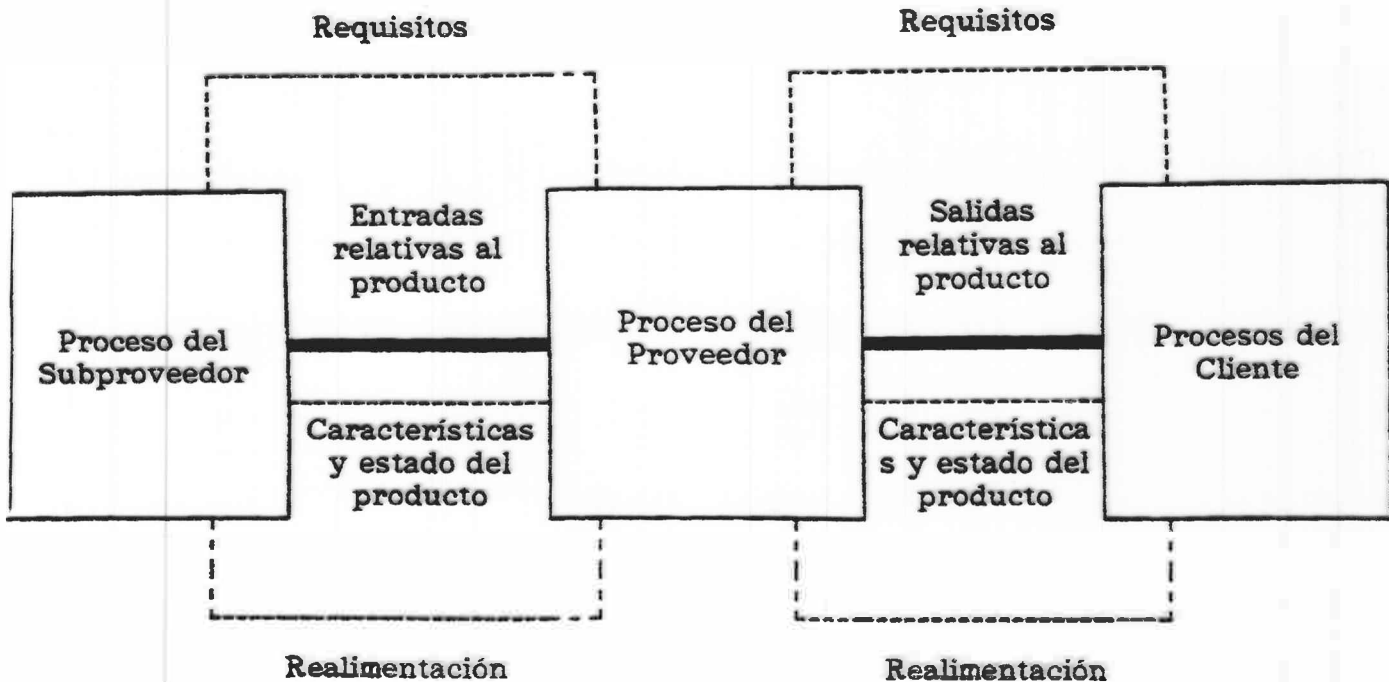 Requisitos
Requisitos
Entradas
relativas al
producto
Salidas
relativas al
producto
Proceso del
Subproveedor
Proceso del
Proveedor
Procesos del
Cliente
Características
y estado del
producto
Característica
s y estado del
producto
Realimentación
Realimentación